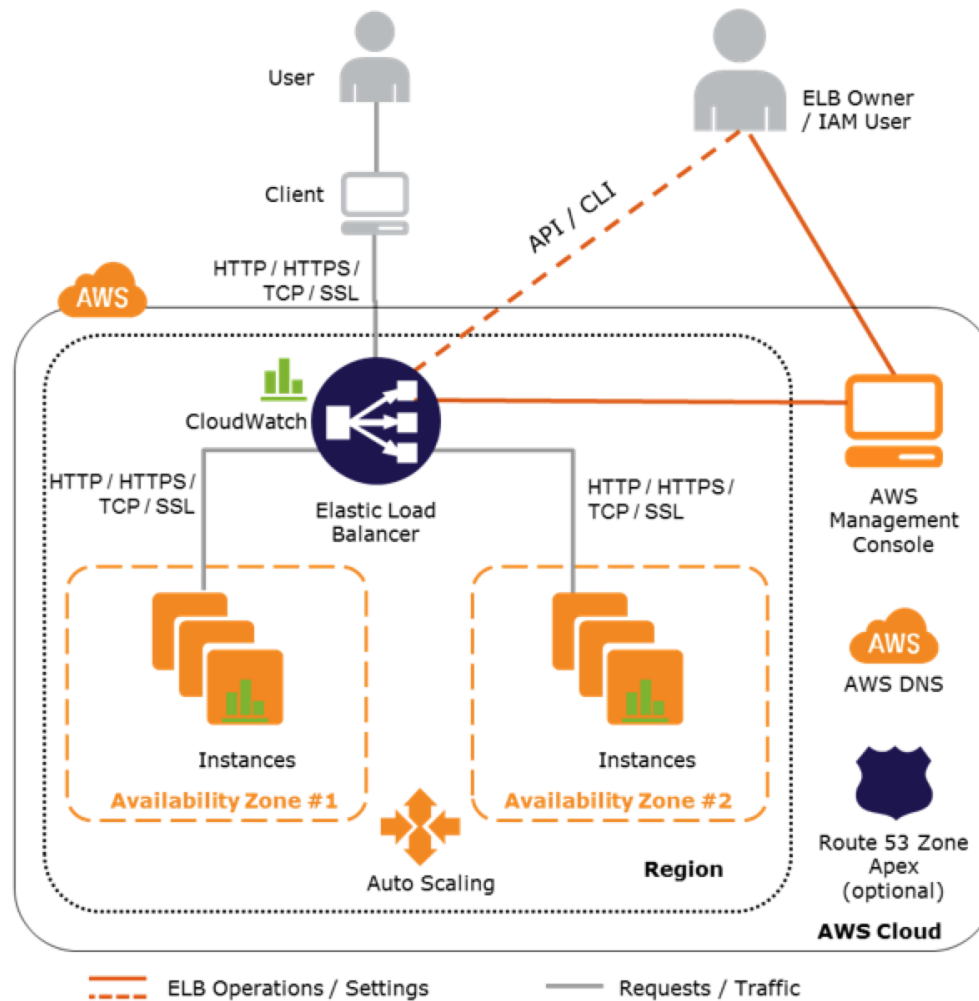 User
ELB Owner
/ IAM User
Client
API / CLI
HTTP / HTTPS /
TCP / SSL
AWS
CloudWatch
HTTP / HTTPS /
TCP / SSL
Elastic Load
Balancer
HTTP / HTTPS /
TCP / SSL
AWS
Management
Console
AWS
AWS DNS
Instances
Availability Zone #1
Instances
Availability Zone #2
Auto Scaling
Region
Route 53 Zone
Apex
(optional)
AWS Cloud
ELB Operations / Settings
Requests / Traffic